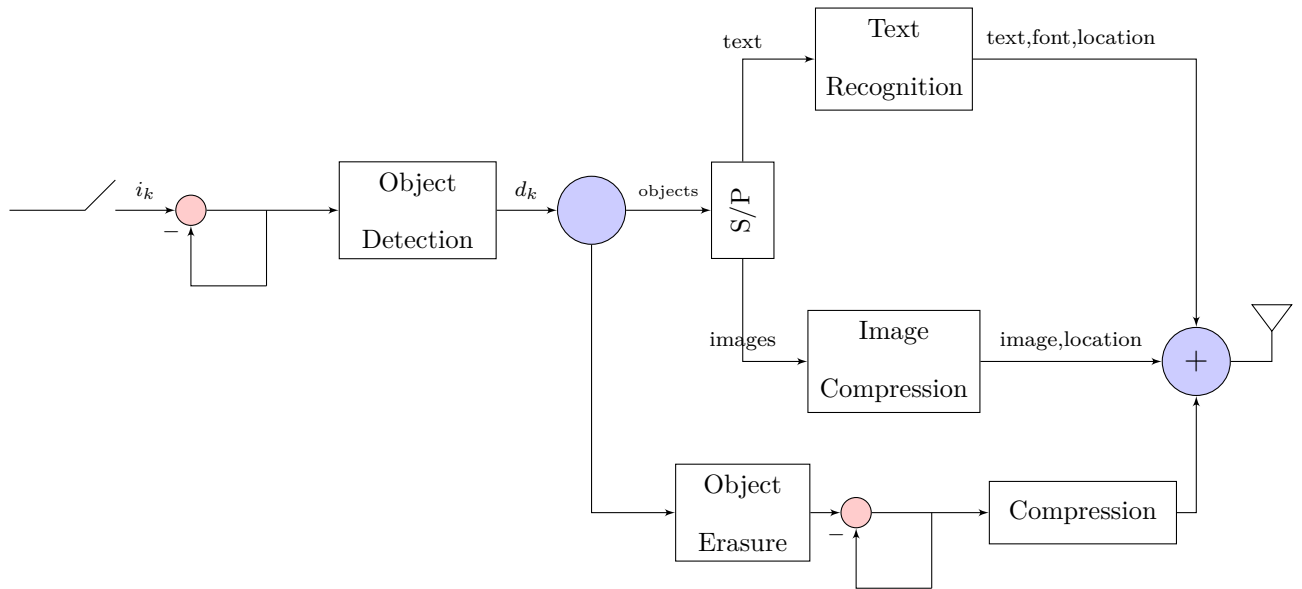 text
Text
Recognition
text,font,location
i_k
−
Object
Detection
d_k
objects
S/P
images
Image
Compression
image,location
+
Object
Erasure
−
Compression